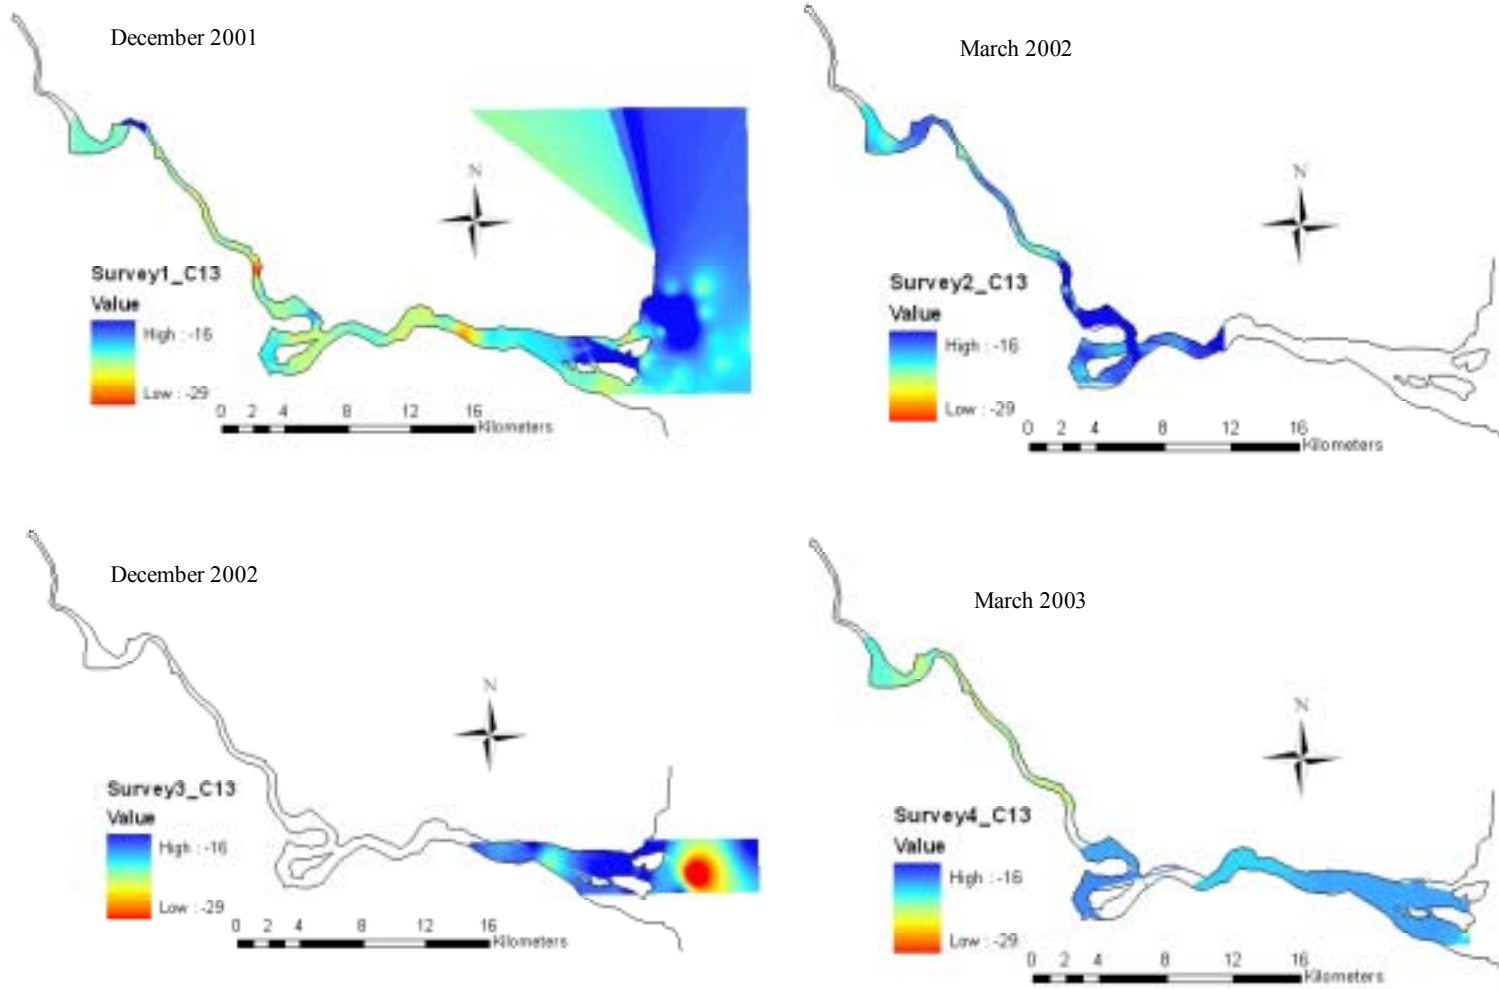 December 2001
N
Survey1_C13
Value
High : -16
Low : -29
0 2 4 8 12 16
Kilometers
March 2002
N
Survey2_C13
Value
High : -16
Low : -29
0 2 4 8 12 16
Kilometers
December 2002
N
Survey3_C13
Value
High : -16
Low : -29
0 2 4 8 12 16
Kilometers
March 2003
N
Survey4_C13
Value
High : -16
Low : -29
0 2 4 8 12 16
Kilometers